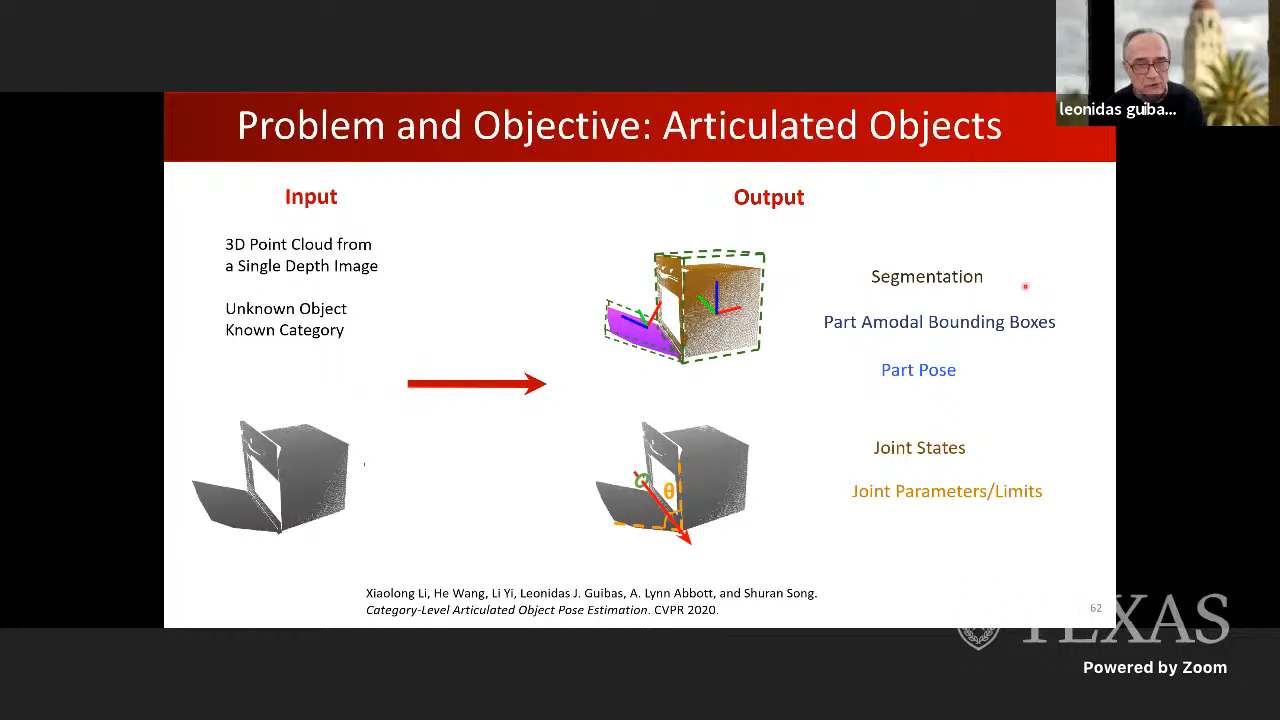 leonidas guiba...
Problem and Objective: Articulated Objects
Input
Output
3D Point Cloud from
a Single Depth Image
Unknown Object
Known Category
Segmentation
Part Amodal Bounding Boxes
Part Pose
Joint States
Joint Parameters/Limits
θ
Xiaolong Li, He Wang, Li Yi, Leonidas J. Guibas, A. Lynn Abbott, and Shuran Song.
Category-Level Articulated Object Pose Estimation. CVPR 2020.
62
TEXAS
Powered by Zoom